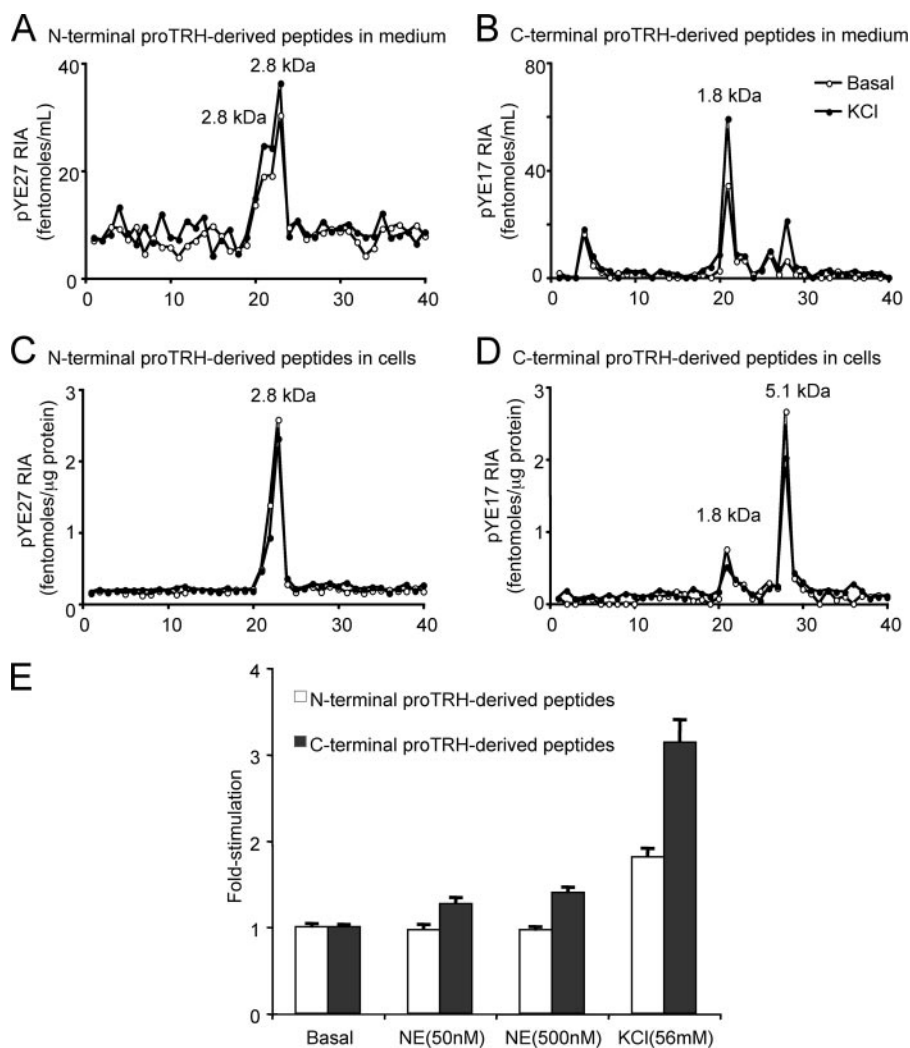 A N-terminal proTRH-derived peptides in medium
pYE27 RIA
(fentomoles/mL)
40
20
0
2.8 kDa
2.8 kDa
0 10 20 30 40
B C-terminal proTRH-derived peptides in medium
pYE17 RIA
(fentomoles/mL)
80
60
40
20
0
1.8 kDa
Basal
KCl
0 10 20 30 40
C N-terminal proTRH-derived peptides in cells
pYE27 RIA
(fentomoles/μg protein)
3
2
1
0
2.8 kDa
0 10 20 30 40
D C-terminal proTRH-derived peptides in cells
pYE17 RIA
(fentomoles/μg protein)
3
2
1
0
5.1 kDa
1.8 kDa
0 10 20 30 40
E
Fold-stimulation
4
3
2
1
0
N-terminal proTRH-derived peptides
C-terminal proTRH-derived peptides
Basal NE(50nM) NE(500nM) KCl(56mM)